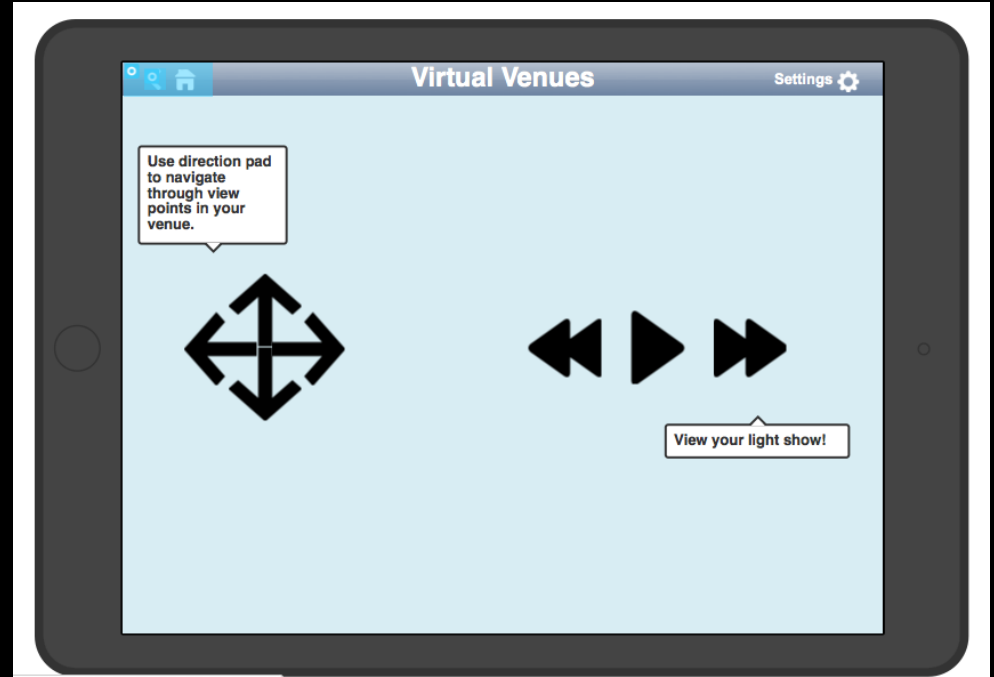 Virtual Venues
Settings
Use direction pad
to navigate
through view
points in your
venue.
View your light show!